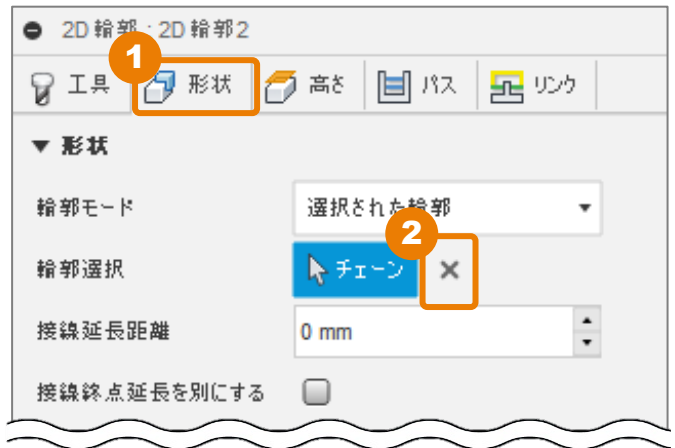 2D 輪郭 : 2D 輪郭2
1
工具 形状 高さ パス リンク
▼ 形状
輪郭モード 選択された輪郭
2
輪郭選択 チェーン ×
接線延長距離 0 mm
接線終点延長を別にする